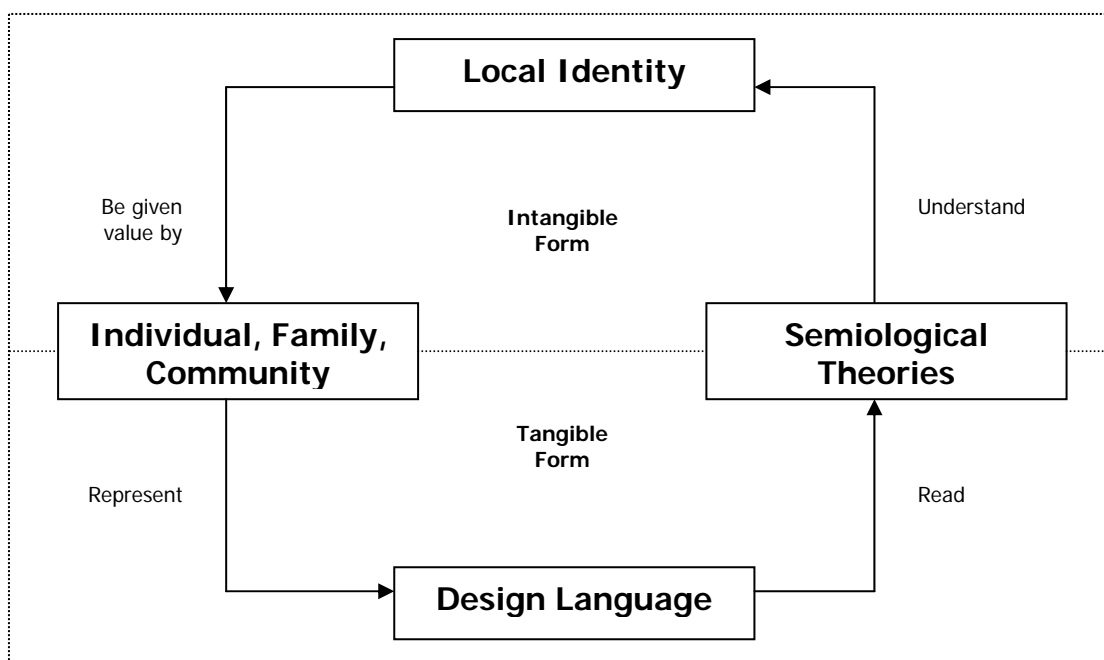 Local Identity
Be given
value by
Intangible
Form
Understand
Individual, Family,
Community
Semiological
Theories
Tangible
Form
Represent
Read
Design Language